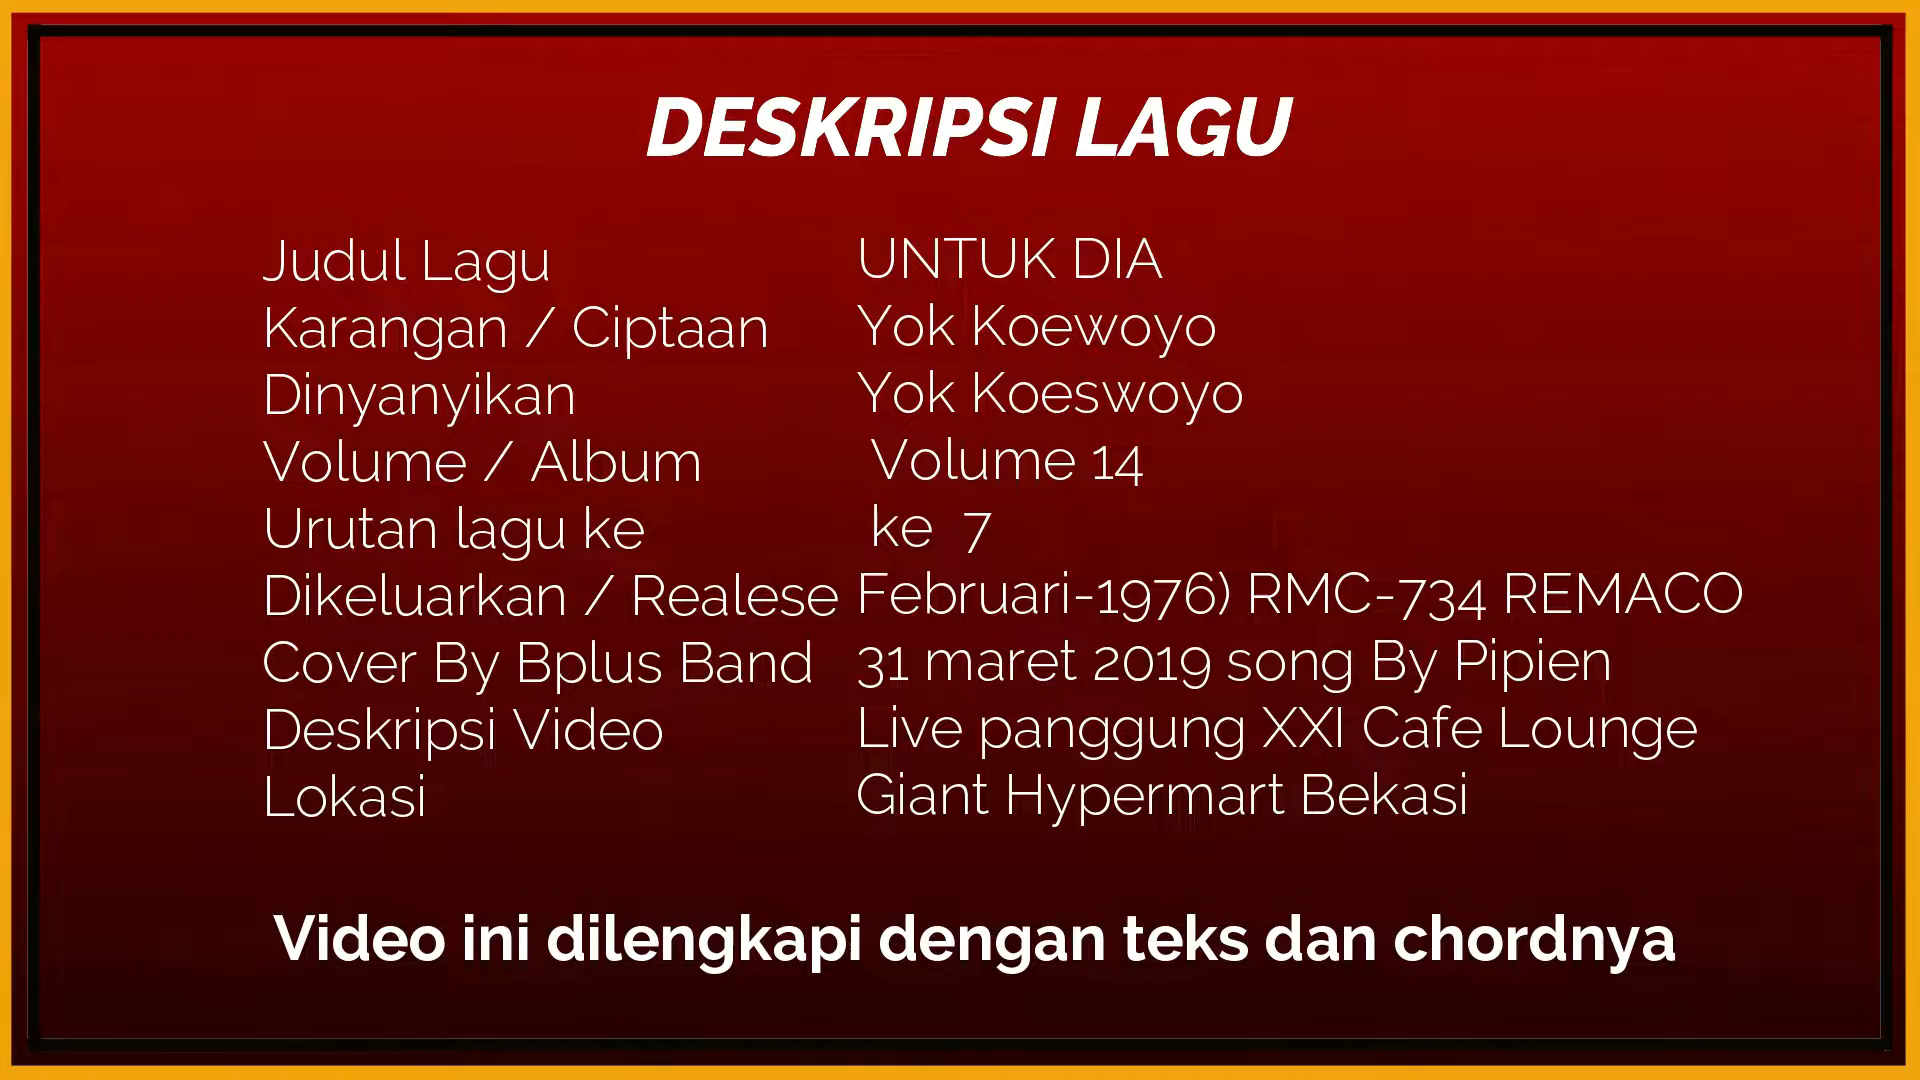 DESKRIPSI LAGU
Judul Lagu UNTUK DIA
Karangan / Ciptaan Yok Koewoyo
Dinyanyikan Yok Koeswoyo
Volume / Album Volume 14
Urutan lagu ke ke 7
Dikeluarkan / Realese Februari-1976) RMC-734 REMACO
Cover By Bplus Band 31 maret 2019 song By Pipien
Deskripsi Video Live panggung XXI Cafe Lounge
Lokasi Giant Hypermart Bekasi
Video ini dilengkapi dengan teks dan chordnya